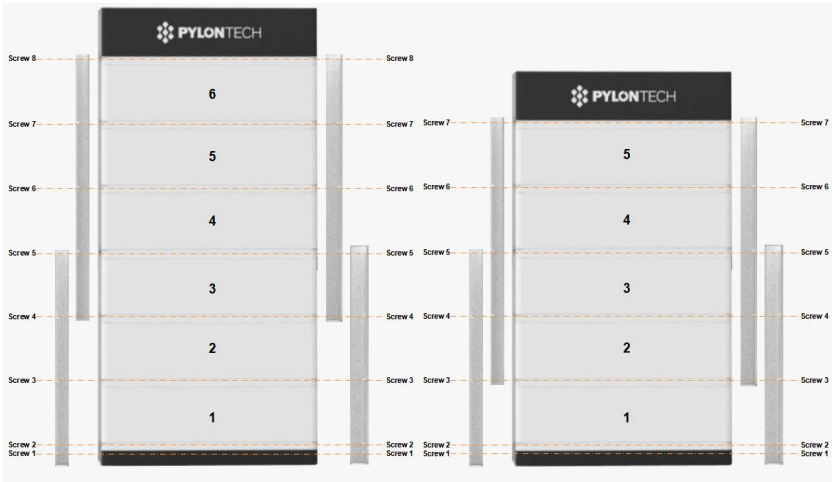 PYLONTECH
Screw 8 Screw 8
6
Screw 7 Screw 7
5
Screw 6 Screw 6
4
Screw 5 Screw 5
3
Screw 4 Screw 4
2
Screw 3 Screw 3
1
Screw 2 Screw 2
Screw 1 Screw 1
PYLONTECH
Screw 7 Screw 7
5
Screw 6 Screw 6
4
Screw 5 Screw 5
3
Screw 4 Screw 4
2
Screw 3 Screw 3
1
Screw 2 Screw 2
Screw 1 Screw 1